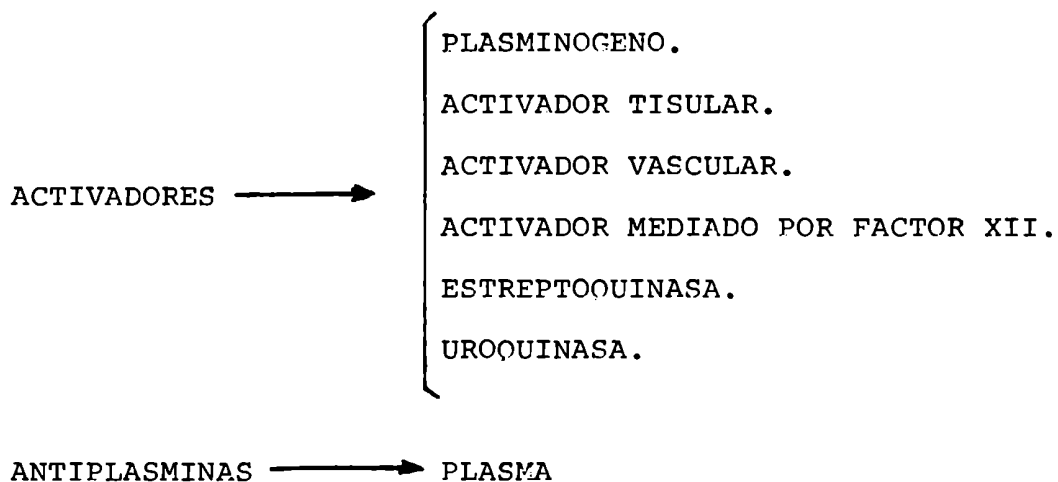 PLASMINOGENO.
ACTIVADOR TISULAR.
ACTIVADOR VASCULAR.
ACTIVADORES
ACTIVADOR MEDIADO POR FACTOR XII.
ESTREPTOQUINASA.
UROQUINASA.
ANTIPLASMINAS PLASMA